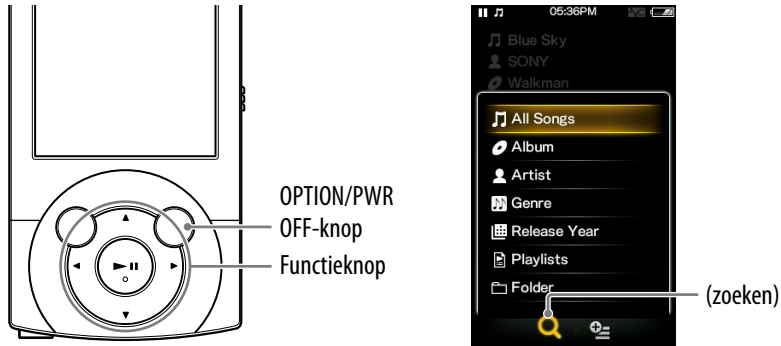 OPTION/PWR
OFF-knop
Functieknop
05:36PM
Blue Sky
SONY
Walkman
All Songs
Album
Artist
Genre
Release Year
Playlists
Folder
(zoeken)